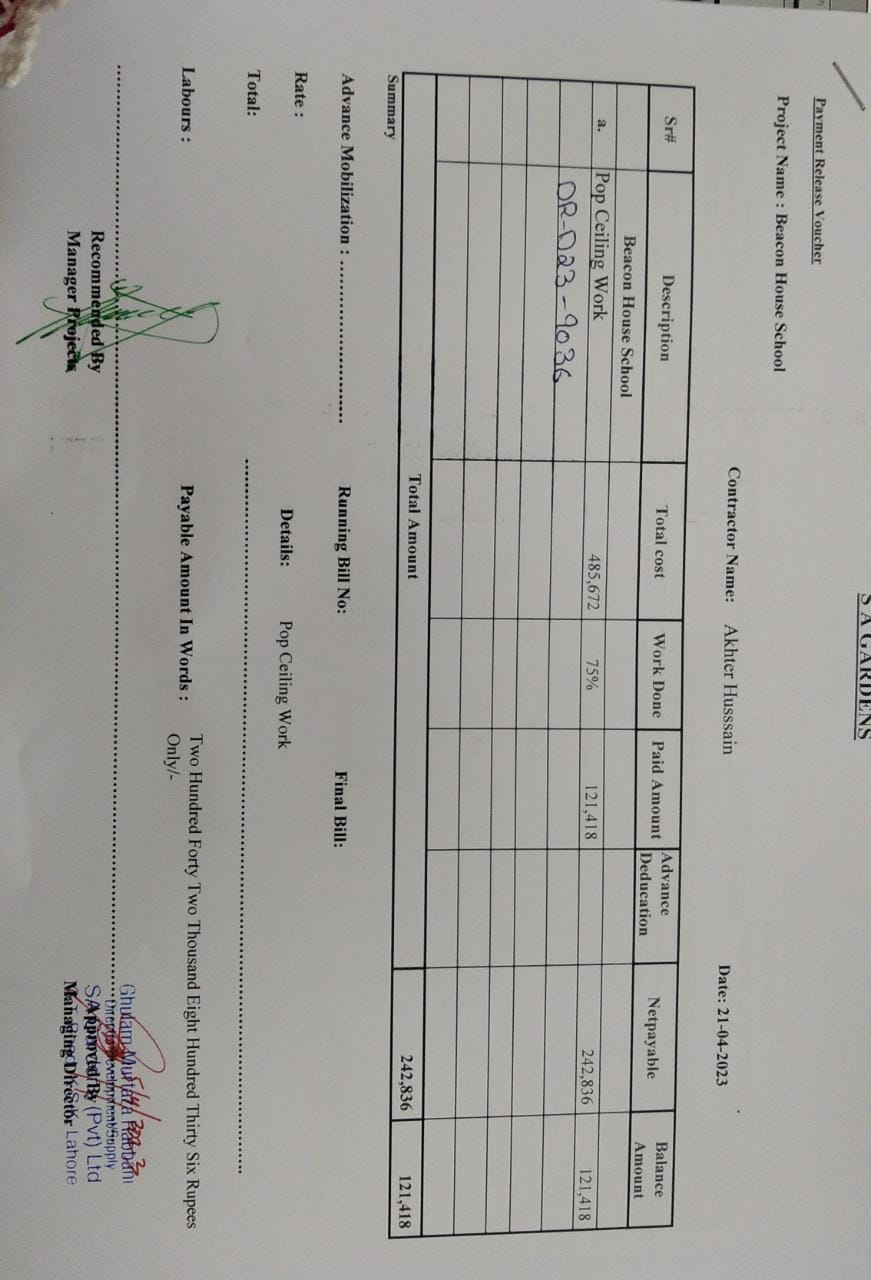 S A GARDENS
Payment Release Voucher
Project Name : Beacon House School
Contractor Name: Akhter Husssain Date: 21-04-2023
Sr# Description Total cost Work Done Paid Amount Advance Deducation Netpayable Balance Amount
Beacon House School
a. Pop Ceiling Work 485,672 75% 121,418 242,836 121,418
DR-D23-9036
Total Amount 242,836 121,418
Summary
Advance Mobilization : ........................ Running Bill No: Final Bill:
Rate : Details: Pop Ceiling Work
Total:
Labours : Payable Amount In Words : Two Hundred Forty Two Thousand Eight Hundred Thirty Six Rupees
Only/-
Ghulam Murtaza Rabbani
Recommended By Approved By
(Pvt) Ltd
Manager Projects Managing Director
Lahore